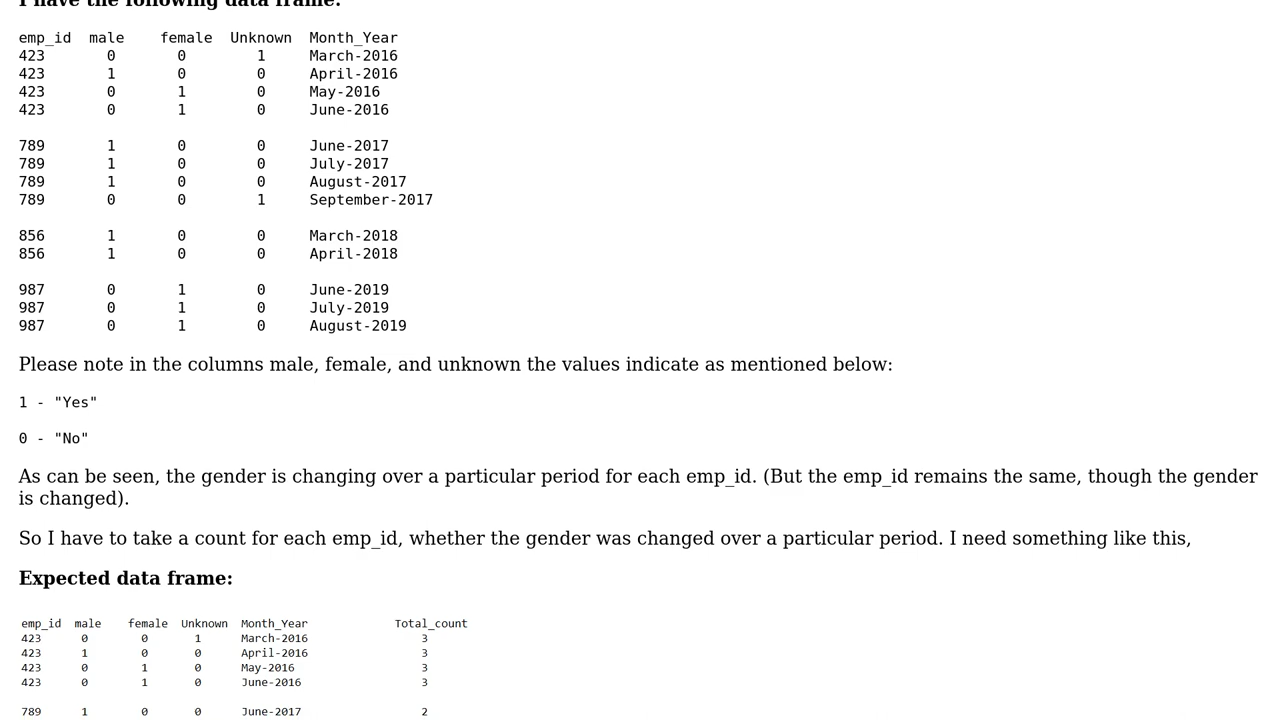 I have the following data frame:
emp_id male female Unknown Month_Year
423 0 0 1 March-2016
423 1 0 0 April-2016
423 0 1 0 May-2016
423 0 1 0 June-2016
789 1 0 0 June-2017
789 1 0 0 July-2017
789 1 0 0 August-2017
789 0 0 1 September-2017
856 1 0 0 March-2018
856 1 0 0 April-2018
987 0 1 0 June-2019
987 0 1 0 July-2019
987 0 1 0 August-2019
Please note in the columns male, female, and unknown the values indicate as mentioned below:
1 - "Yes"
0 - "No"
As can be seen, the gender is changing over a particular period for each emp_id. (But the emp_id remains the same, though the gender
is changed).
So I have to take a count for each emp_id, whether the gender was changed over a particular period. I need something like this,
Expected data frame:
emp_id male female Unknown Month_Year Total_count
423 0 0 1 March-2016 3
423 1 0 0 April-2016 3
423 0 1 0 May-2016 3
423 0 1 0 June-2016 3
789 1 0 0 June-2017 2